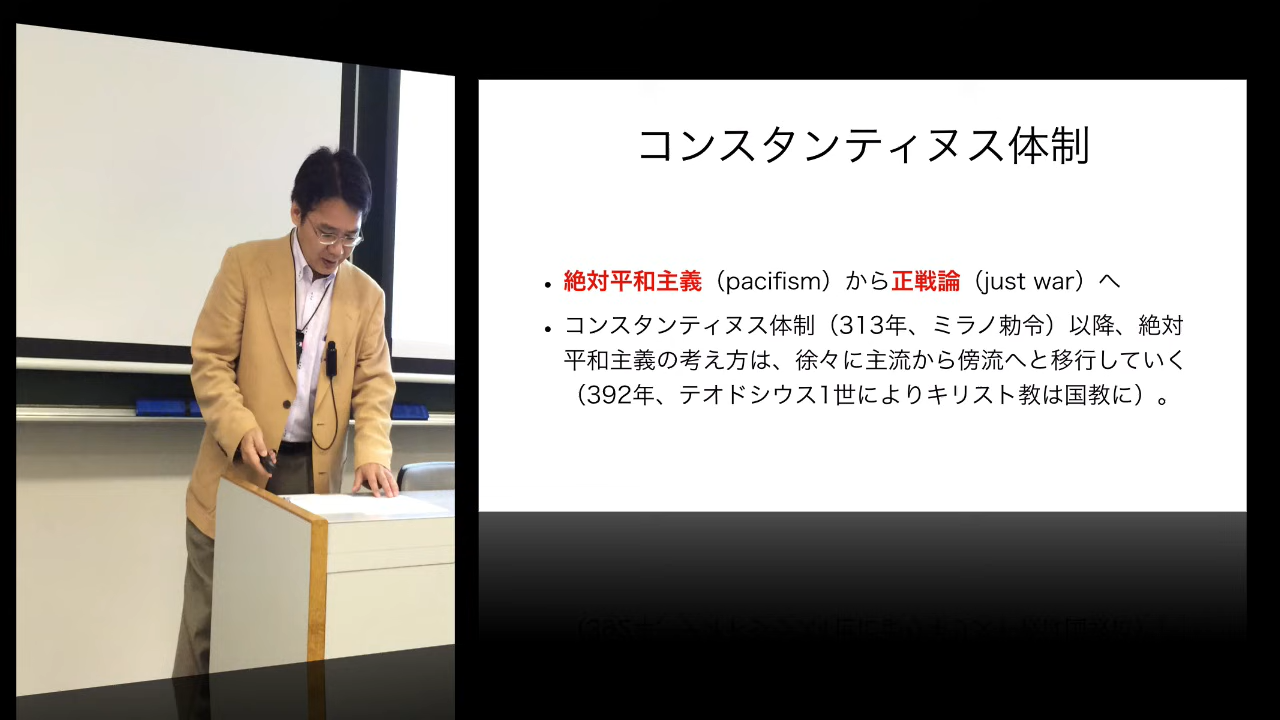 コンスタンティヌス体制
• 絶対平和主義（pacifism）から正戦論（just war）へ
• コンスタンティヌス体制（313年、ミラノ勅令）以降、絶対
平和主義の考え方は、徐々に主流から傍流へと移行していく
（392年、テオドシウス1世によりキリスト教は国教に）。